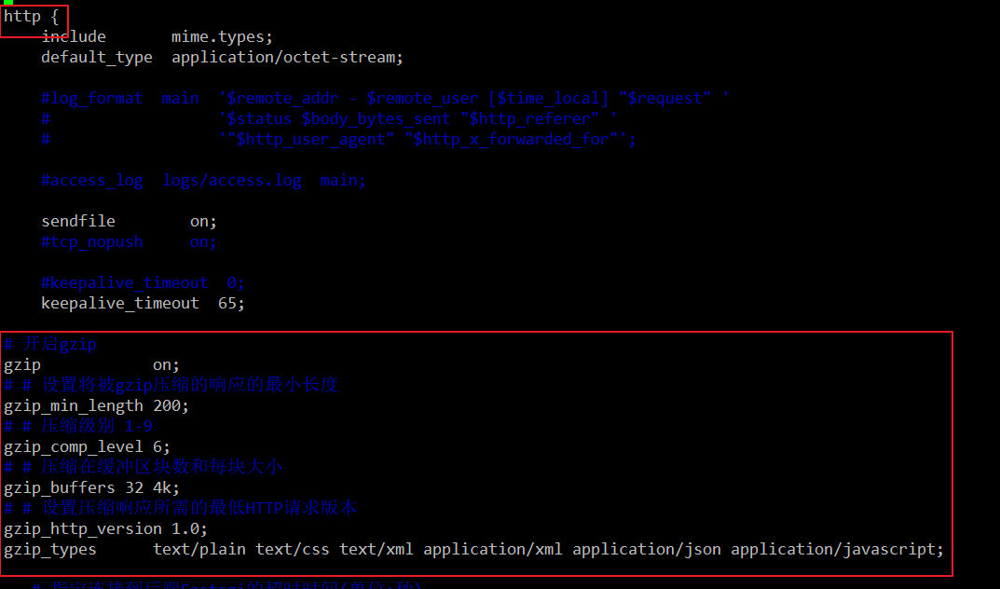 http {
    include       mime.types;
    default_type  application/octet-stream;
    #log_format  main  '$remote_addr - $remote_user [$time_local] "$request" '
    #                  '$status $body_bytes_sent "$http_referer" '
    #                  '"$http_user_agent" "$http_x_forwarded_for"';
    #access_log  logs/access.log  main;
    sendfile        on;
    #tcp_nopush     on;
    #keepalive_timeout  0;
    keepalive_timeout  65;
# 开启gzip
gzip            on;
# # 设置将被gzip压缩的响应的最小长度
gzip_min_length 200;
# # 压缩级别 1-9
gzip_comp_level 6;
# # 压缩在缓冲区块数和每块大小
gzip_buffers 32 4k;
# # 设置压缩响应所需的最低HTTP请求版本
gzip_http_version 1.0;
gzip_types      text/plain text/css text/xml application/xml application/json application/javascript;